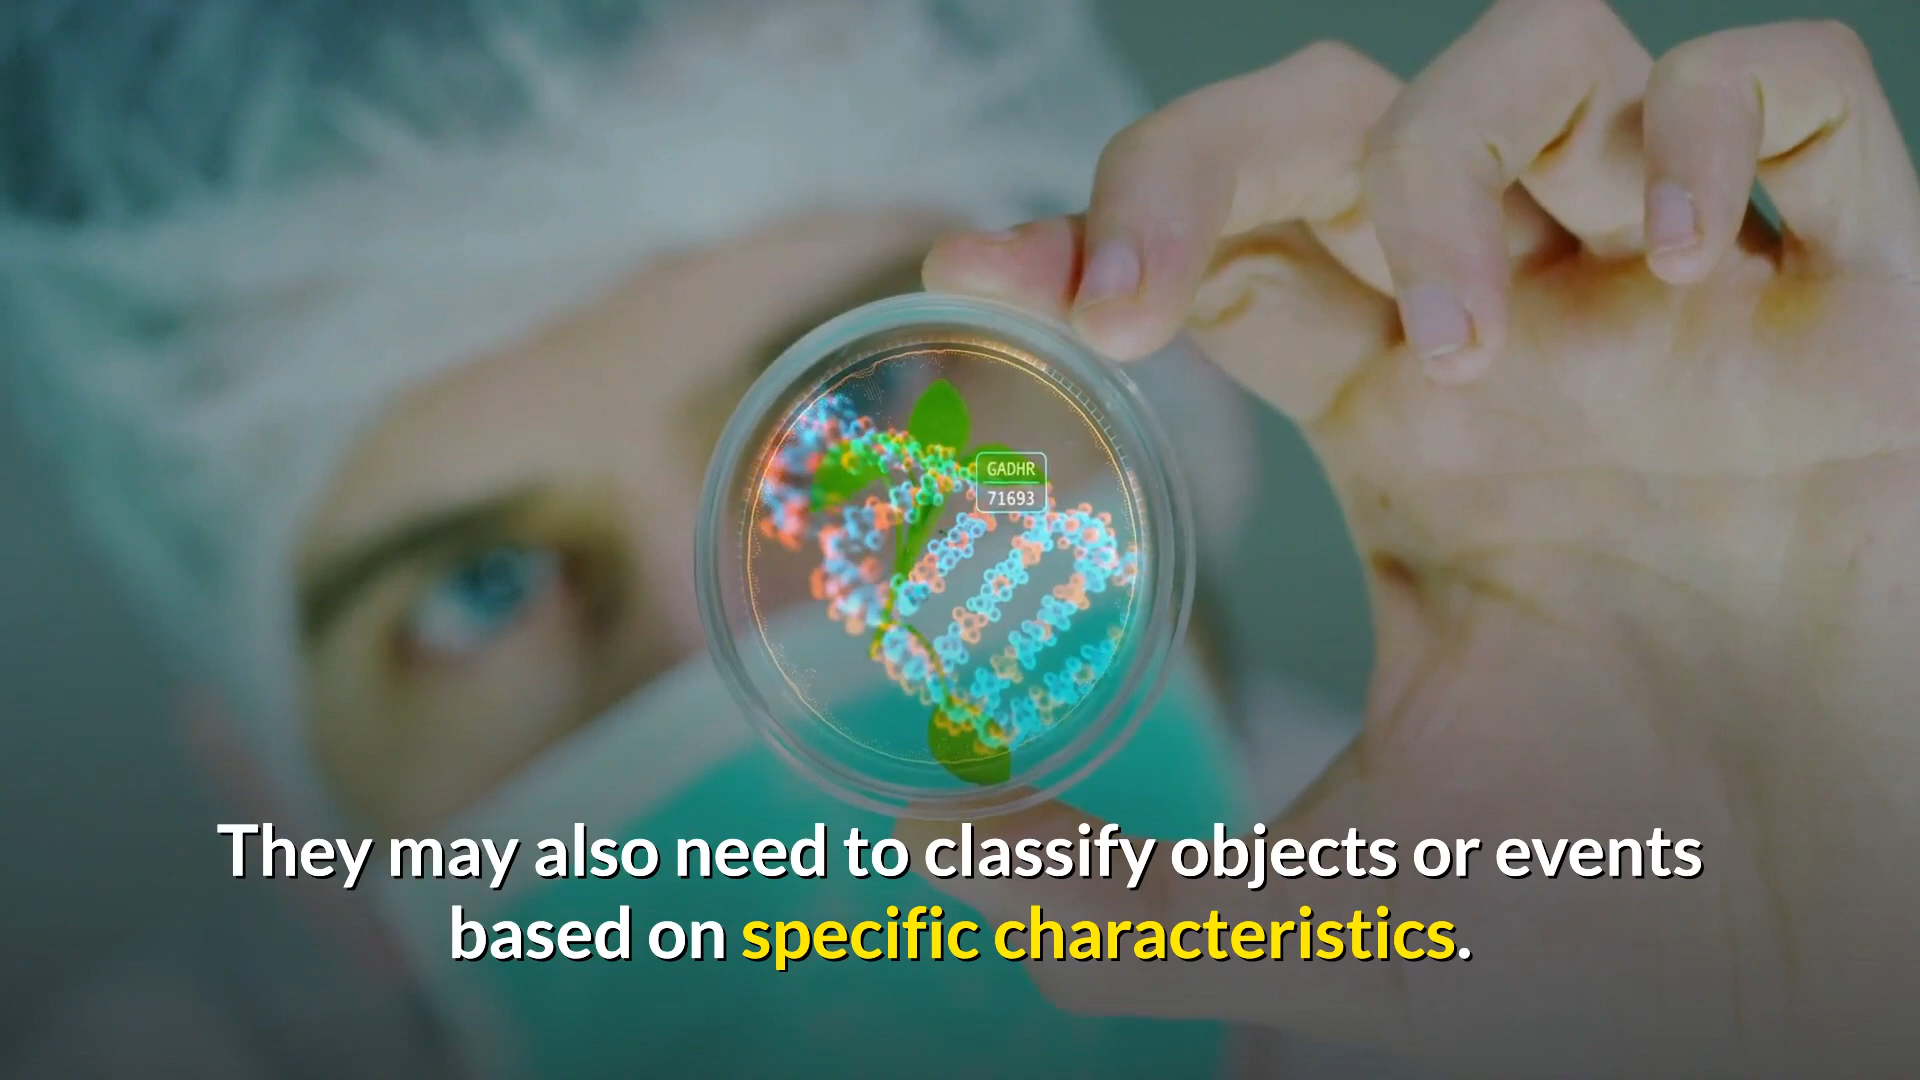 GADHR
71693
They may also need to classify objects or events
based on specific characteristics.